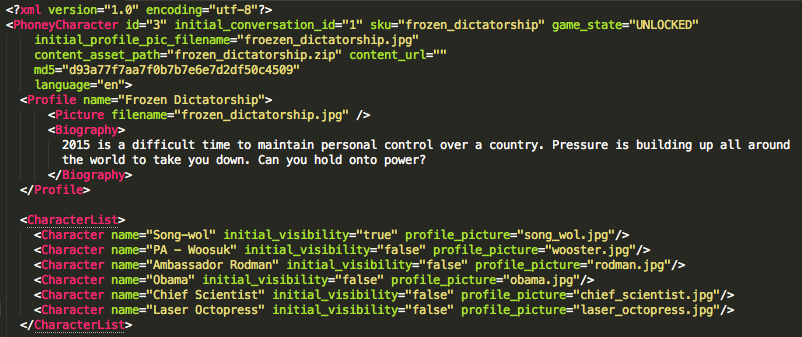 <?xml version="1.0" encoding="utf-8"?>
<PhoneyCharacter id="3" initial_conversation_id="1" sku="frozen_dictatorship" game_state="UNLOCKED"
initial_profile_pic_filename="froezen_dictatorship.jpg"
content_asset_path="frozen_dictatorship.zip" content_url=""
md5="d93a77f7aa7f0b7b7e6e7d2df50c4509"
language="en">
<Profile name="Frozen Dictatorship">
<Picture filename="frozen_dictatorship.jpg" />
<Biography>
2015 is a difficult time to maintain personal control over a country. Pressure is building up all around
the world to take you down. Can you hold onto power?
</Biography>
</Profile>
<CharacterList>
<Character name="Song-wol" initial_visibility="true" profile_picture="song_wol.jpg"/>
<Character name="PA - Woosuk" initial_visibility="false" profile_picture="wooster.jpg"/>
<Character name="Ambassador Rodman" initial_visibility="false" profile_picture="rodman.jpg"/>
<Character name="Obama" initial_visibility="false" profile_picture="obama.jpg"/>
<Character name="Chief Scientist" initial_visibility="false" profile_picture="chief_scientist.jpg"/>
<Character name="Laser Octopress" initial_visibility="false" profile_picture="laser_octopress.jpg"/>
</CharacterList>